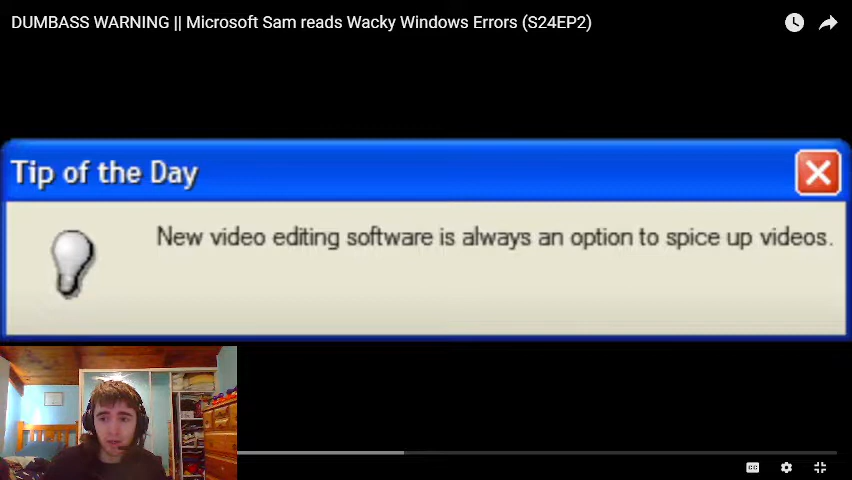 DUMBASS WARNING || Microsoft Sam reads Wacky Windows Errors (S24EP2)
Tip of the Day
New video editing software is always an option to spice up videos.
CC